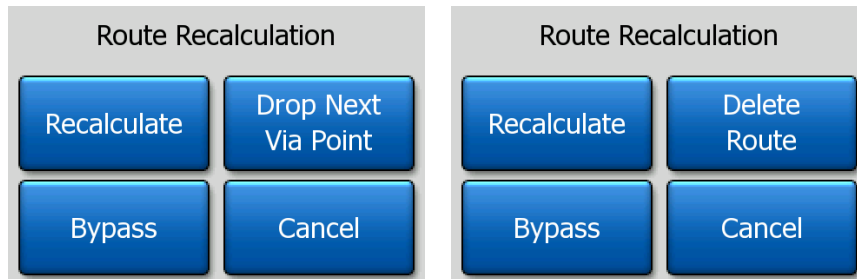 Route Recalculation
Recalculate
Drop Next
Via Point
Bypass
Cancel
Route Recalculation
Recalculate
Delete
Route
Bypass
Cancel